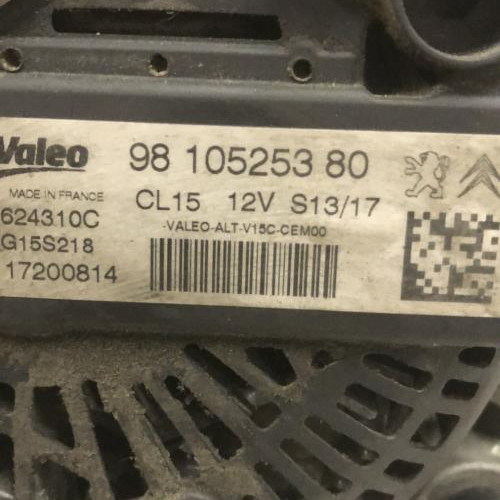 Valeo 98 105253 80
MADE IN FRANCE CL15 12V S13/17
624310C -VALEO-ALT-V15C-CEM00
G15S218
17200814